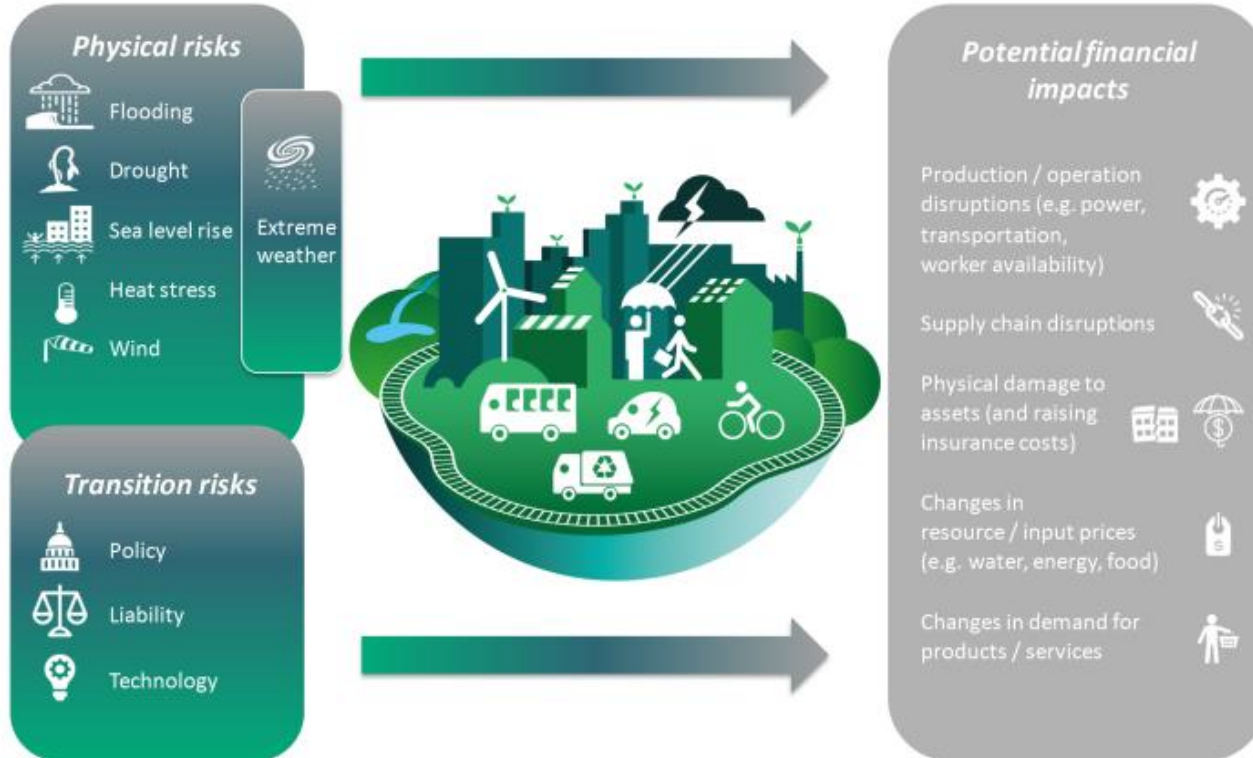 Physical risks
Flooding
Drought
Sea level rise
Heat stress
Wind
Extreme
weather
Transition risks
Policy
Liability
Technology
Potential financial
impacts
Production / operation
disruptions (e.g. power,
transportation,
worker availability)
Supply chain disruptions
Physical damage to
assets (and raising
insurance costs)
$
Changes in
resource / input prices
(e.g. water, energy, food)
$
Changes in demand for
products / services